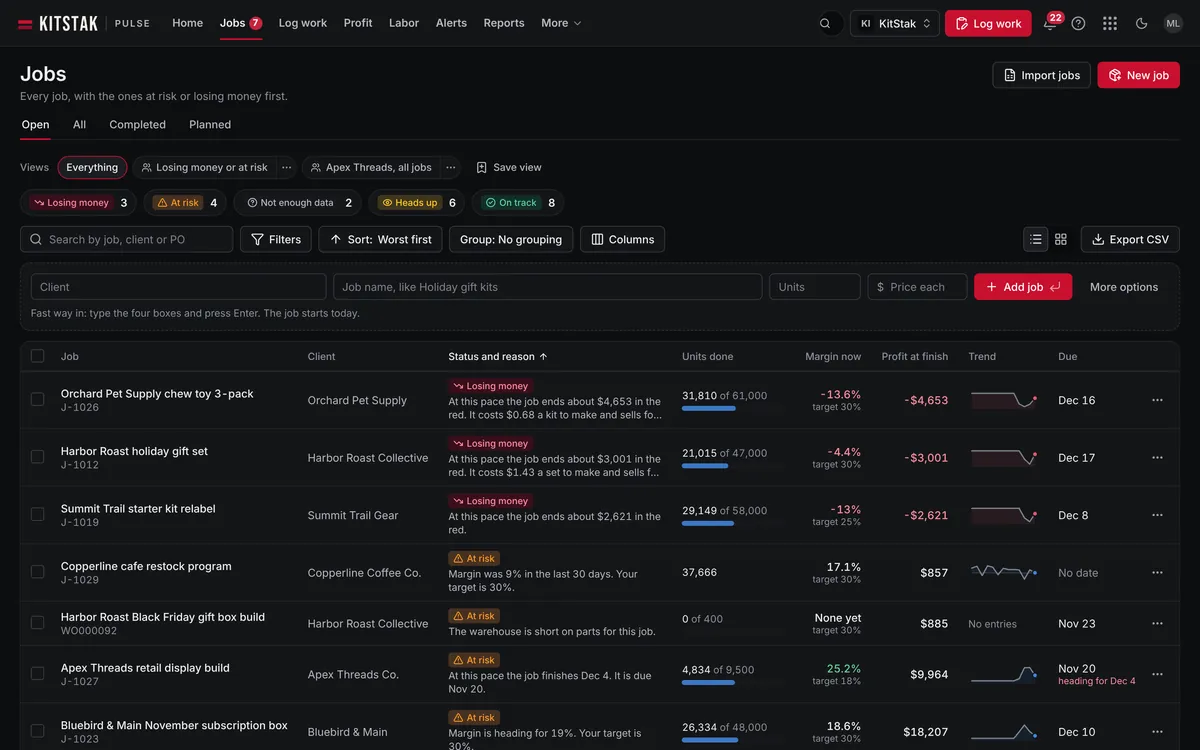 KITSTAK PULSE Home Jobs 7 Log work Profit Labor Alerts Reports More KI KitStak Log work 22 ML
Jobs
Every job, with the ones at risk or losing money first.
Import jobs New job
Open All Completed Planned
Views Everything Losing money or at risk ... Apex Threads, all jobs ... Save view
Losing money 3 At risk 4 Not enough data 2 Heads up 6 On track 8
Search by job, client or PO Filters Sort: Worst first Group: No grouping Columns Export CSV
Client Job name, like Holiday gift kits Units $ Price each + Add job More options
Fast way in: type the four boxes and press Enter. The job starts today.
Job Client Status and reason Units done Margin now Profit at finish Trend Due
Orchard Pet Supply chew toy 3-pack
J-1026
Orchard Pet Supply
Losing money
At this pace the job ends about $4,653 in the
red. It costs $0.68 a kit to make and sells fo...
31,810 of 61,000
-13.6%
target 30%
-$4,653
Dec 16
...
Harbor Roast holiday gift set
J-1012
Harbor Roast Collective
Losing money
At this pace the job ends about $3,001 in the
red. It costs $1.43 a set to make and sells f...
21,015 of 47,000
-4.4%
target 30%
-$3,001
Dec 17
...
Summit Trail starter kit relabel
J-1019
Summit Trail Gear
Losing money
At this pace the job ends about $2,621 in the
red.
29,149 of 58,000
-13%
target 25%
-$2,621
Dec 8
...
Copperline cafe restock program
J-1029
Copperline Coffee Co.
At risk
Margin was 9% in the last 30 days. Your
target is 30%.
37,666
17.1%
target 30%
$857
No date
...
Harbor Roast Black Friday gift box build
WO000092
Harbor Roast Collective
At risk
The warehouse is short on parts for this job.
0 of 400
None yet
target 30%
$885
No entries
Nov 23
...
Apex Threads retail display build
J-1027
Apex Threads Co.
At risk
At this pace the job finishes Dec 4. It is due
Nov 20.
4,834 of 9,500
25.2%
target 18%
$9,964
Nov 20
heading for Dec 4
...
Bluebird & Main November subscription box
J-1023
Bluebird & Main
At risk
Margin is heading for 19%. Your target is
30%.
26,334 of 48,000
18.6%
target 30%
$18,207
Dec 10
...